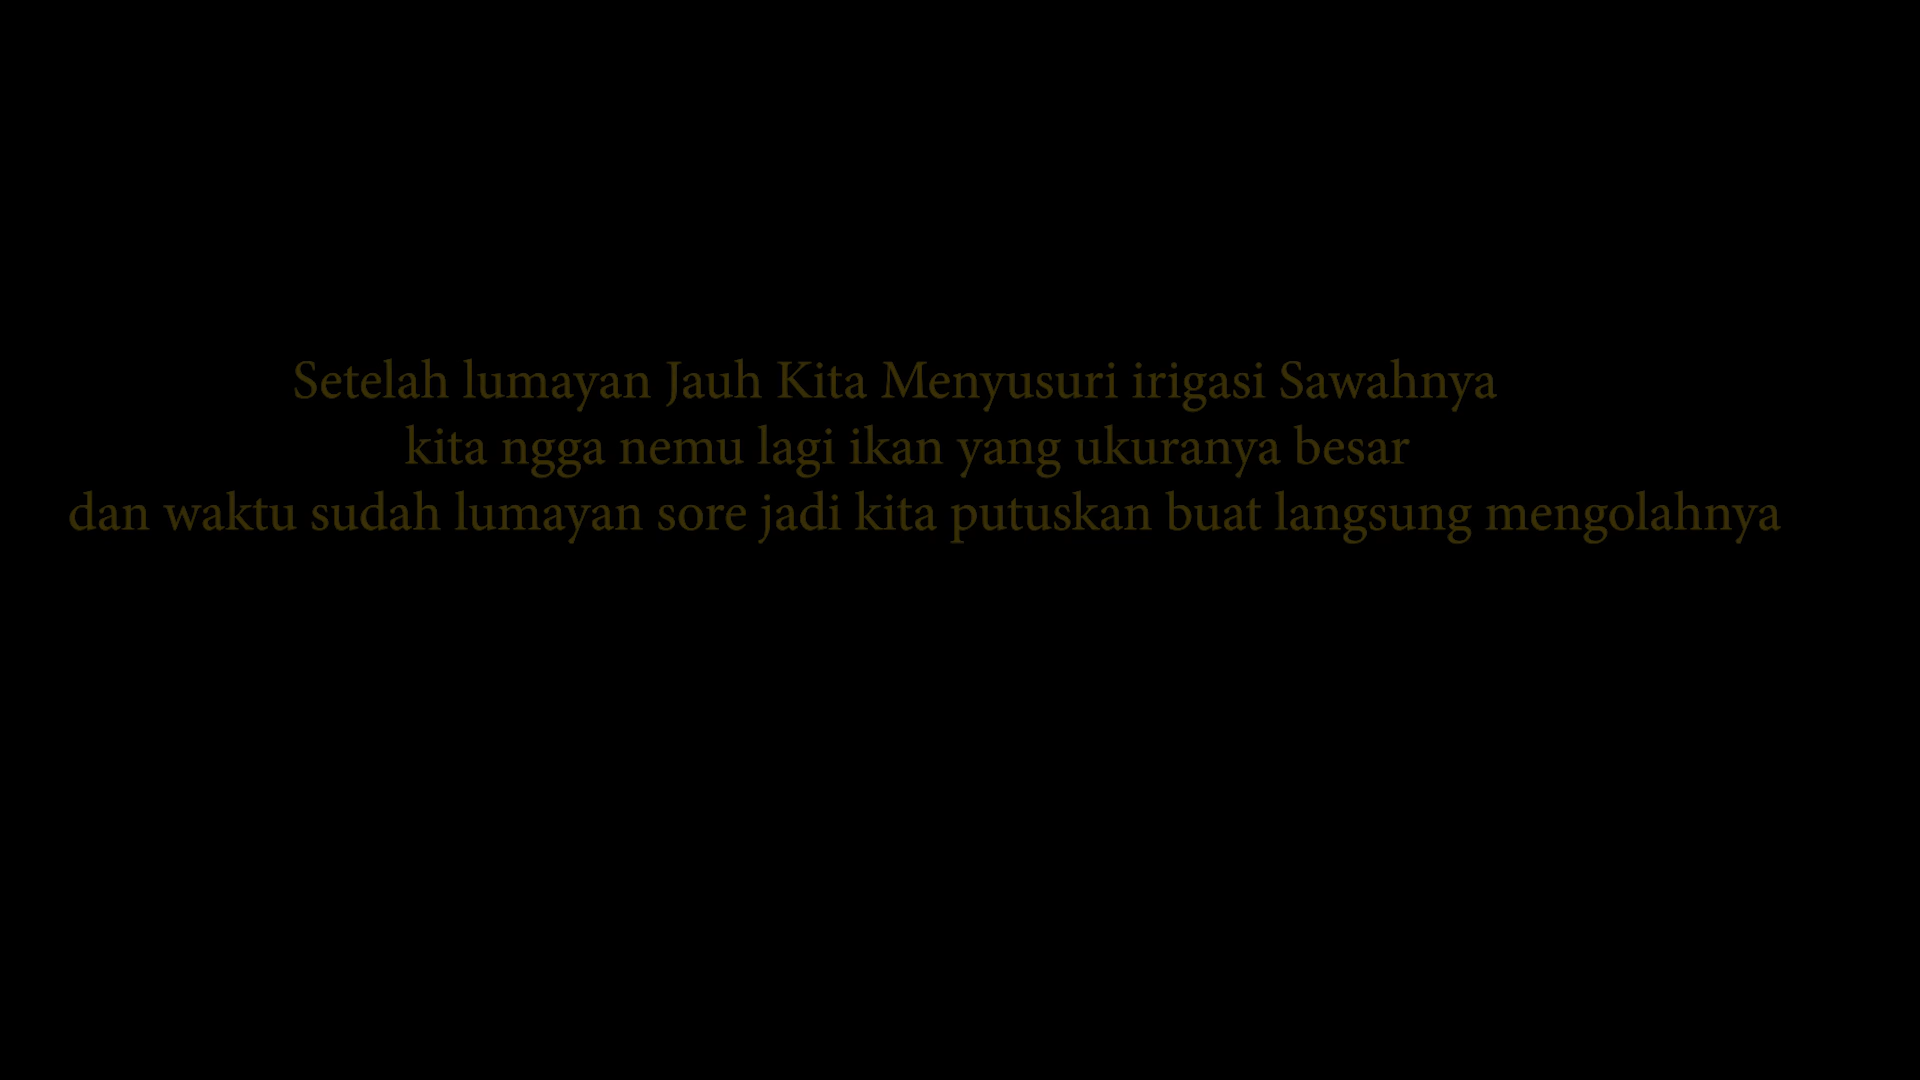 Setelah lumayan Jauh Kita Menyusuri irigasi Sawahnya
kita ngga nemu lagi ikan yang ukuranya besar
dan waktu sudah lumayan sore jadi kita putuskan buat langsung mengolahnya